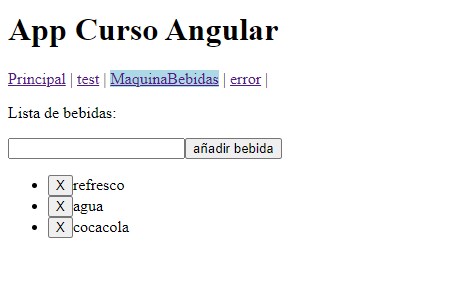 App Curso Angular
Principal | test | MaquinaBebidas | error |
Lista de bebidas:
añadir bebida
X refresco
X agua
X cocacola